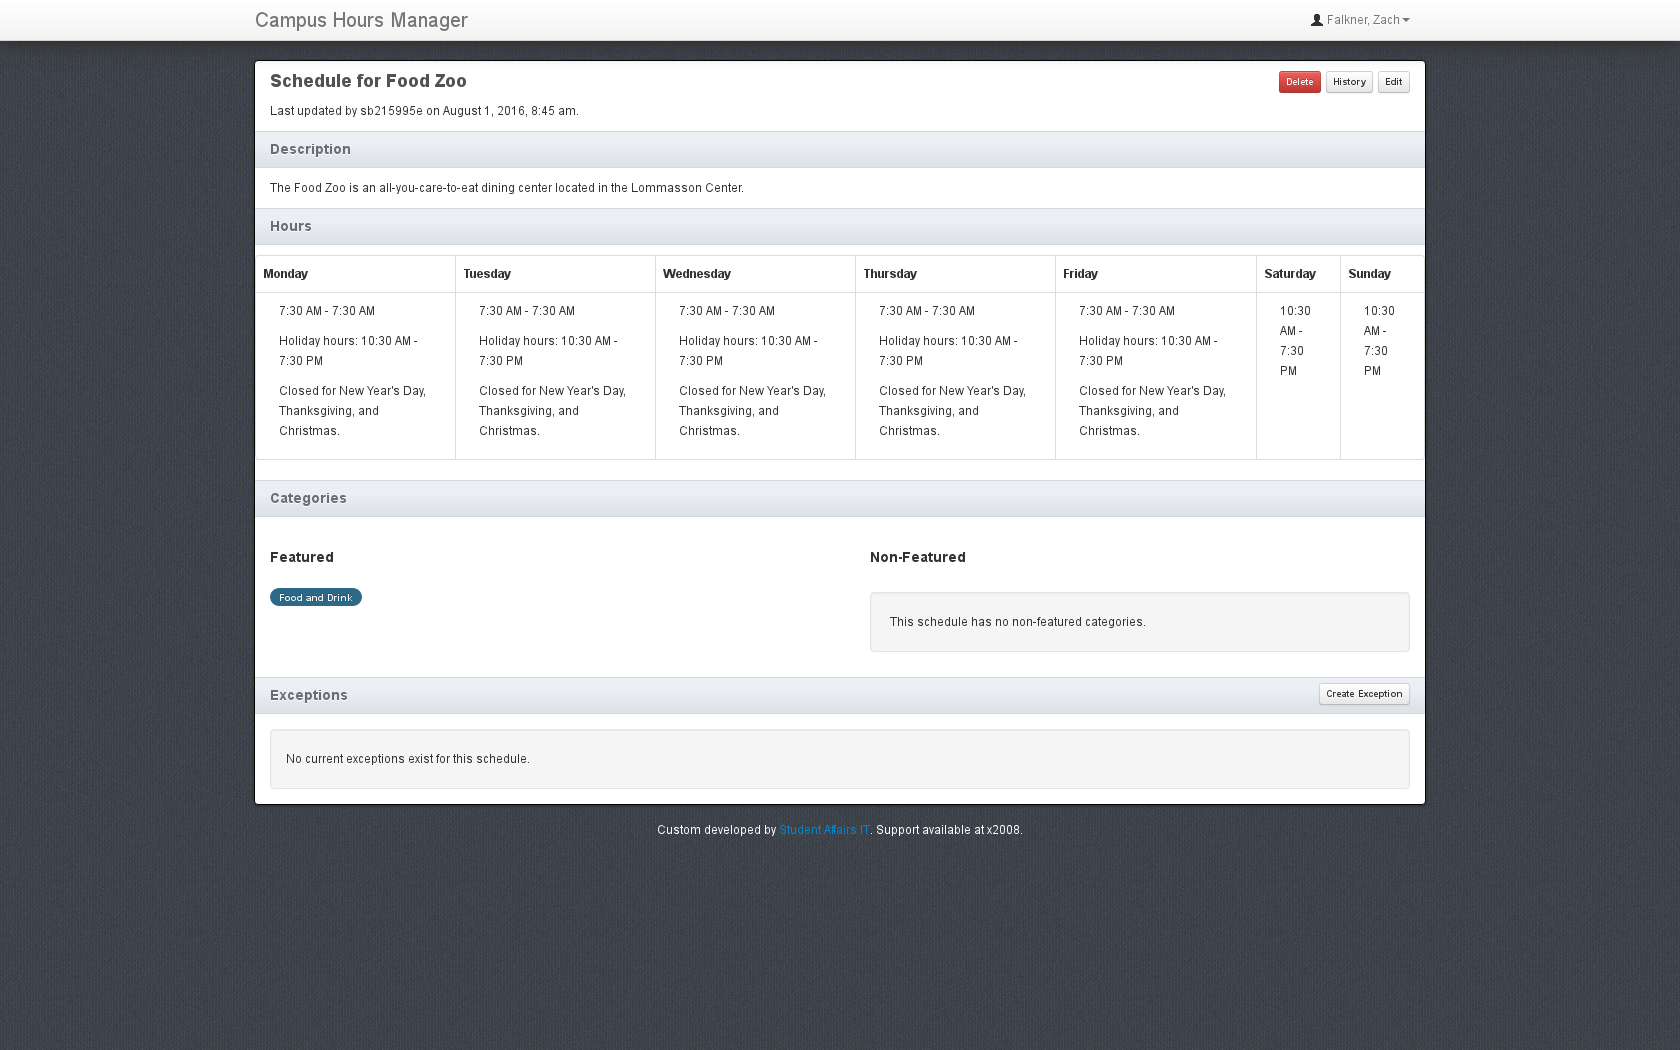 Campus Hours Manager
Falkner, Zach
Schedule for Food Zoo
Delete
History
Edit
Last updated by sb215995e on August 1, 2016, 8:45 am.
Description
The Food Zoo is an all-you-care-to-eat dining center located in the Lommasson Center.
Hours
Monday
Tuesday
Wednesday
Thursday
Friday
Saturday
Sunday
7:30 AM - 7:30 AM
Holiday hours: 10:30 AM -
7:30 PM
Closed for New Year's Day,
Thanksgiving, and
Christmas.
7:30 AM - 7:30 AM
Holiday hours: 10:30 AM -
7:30 PM
Closed for New Year's Day,
Thanksgiving, and
Christmas.
7:30 AM - 7:30 AM
Holiday hours: 10:30 AM -
7:30 PM
Closed for New Year's Day,
Thanksgiving, and
Christmas.
7:30 AM - 7:30 AM
Holiday hours: 10:30 AM -
7:30 PM
Closed for New Year's Day,
Thanksgiving, and
Christmas.
7:30 AM - 7:30 AM
Holiday hours: 10:30 AM -
7:30 PM
Closed for New Year's Day,
Thanksgiving, and
Christmas.
10:30
AM -
7:30
PM
10:30
AM -
7:30
PM
Categories
Featured
Food and Drink
Non-Featured
This schedule has no non-featured categories.
Exceptions
Create Exception
No current exceptions exist for this schedule.
Custom developed by Student Affairs IT. Support available at x2008.